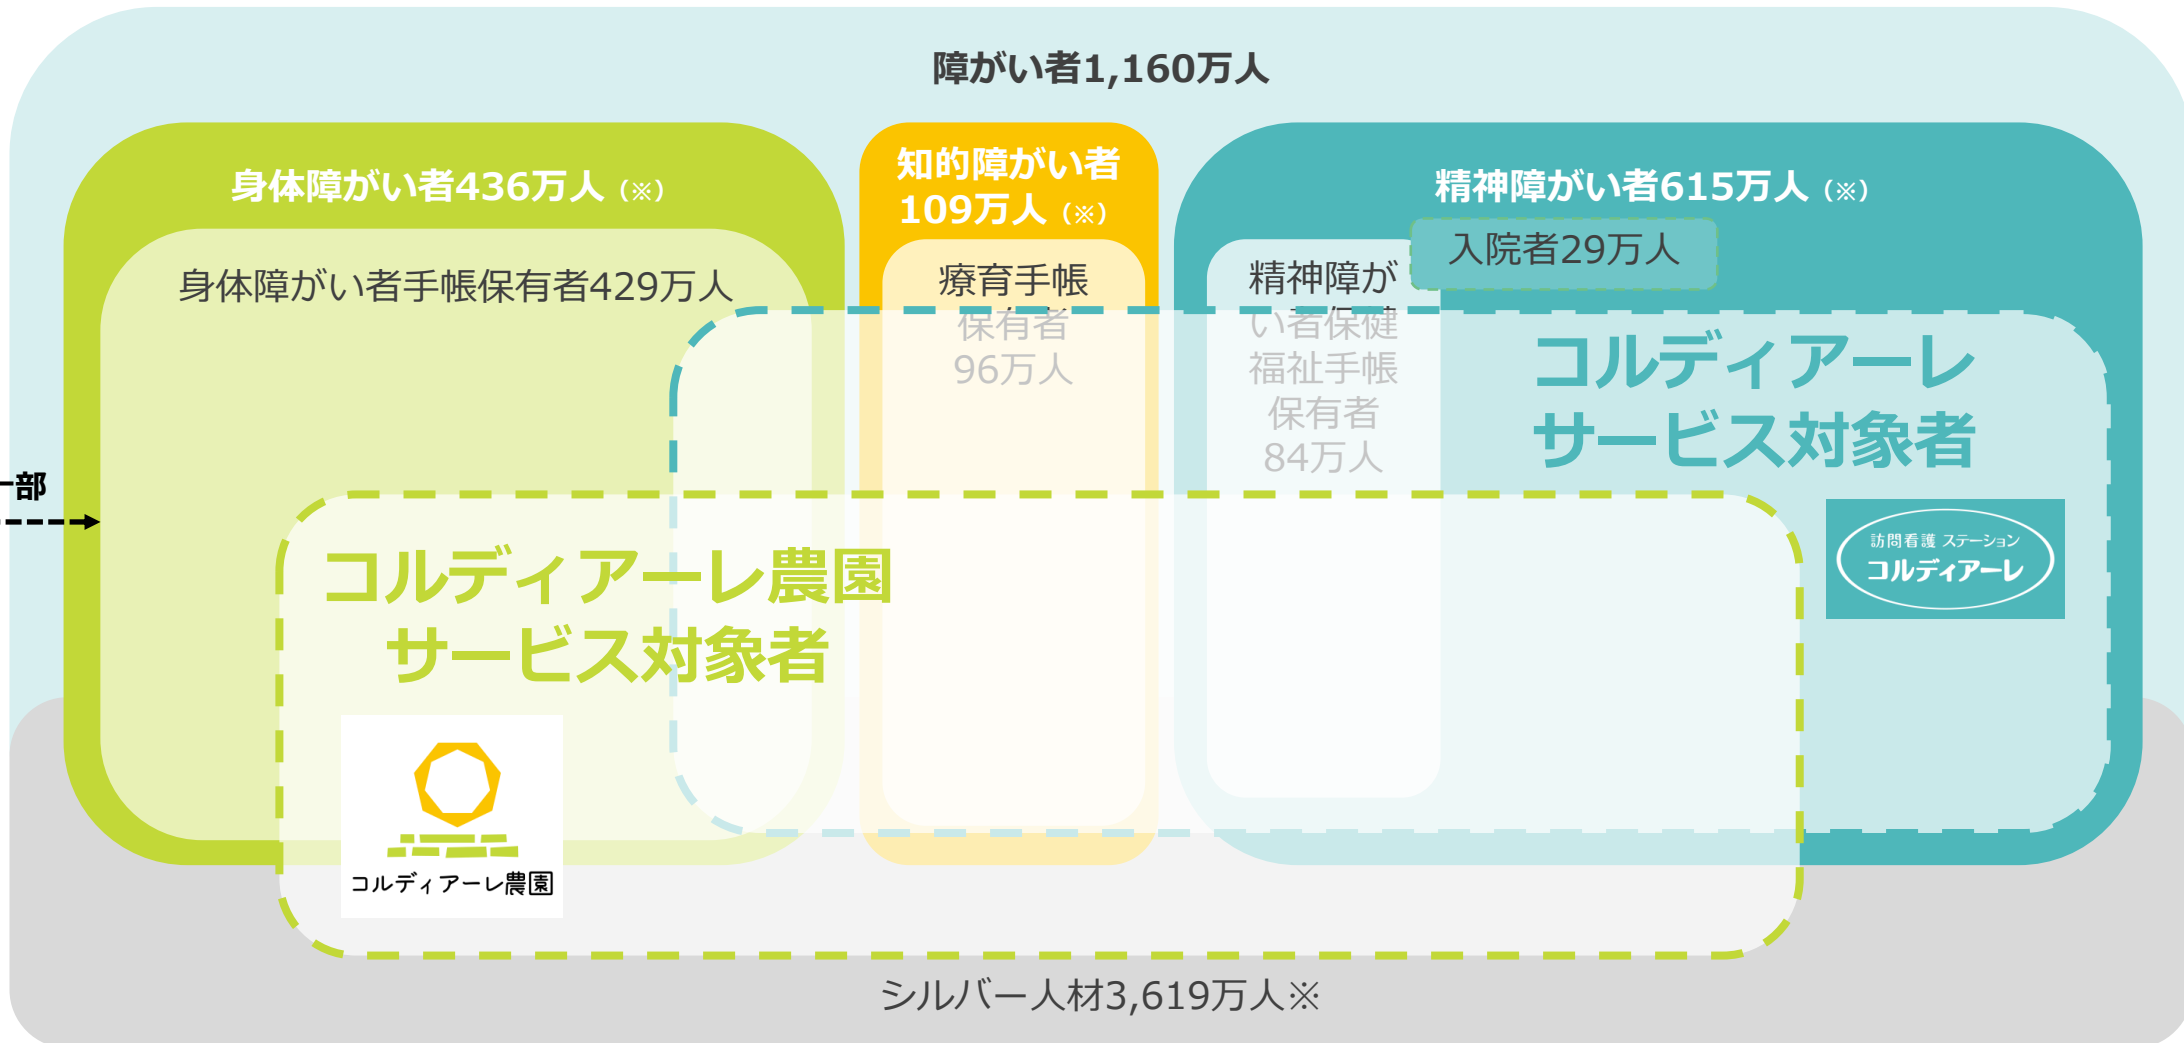 障がい者1,160万人
身体障がい者436万人(※)
知的障がい者
109万人(※)
精神障がい者615万人(※)
入院者29万人
身体障がい者手帳保有者429万人
療育手帳
保有者
96万人
精神障が
い者保健
福祉手帳
保有者
84万人
コルディアーレ
サービス対象者
訪問看護 ステーション
コルディアーレ
一部
コルディアーレ農園
サービス対象者
コルディアーレ農園
シルバー人材3,619万人※